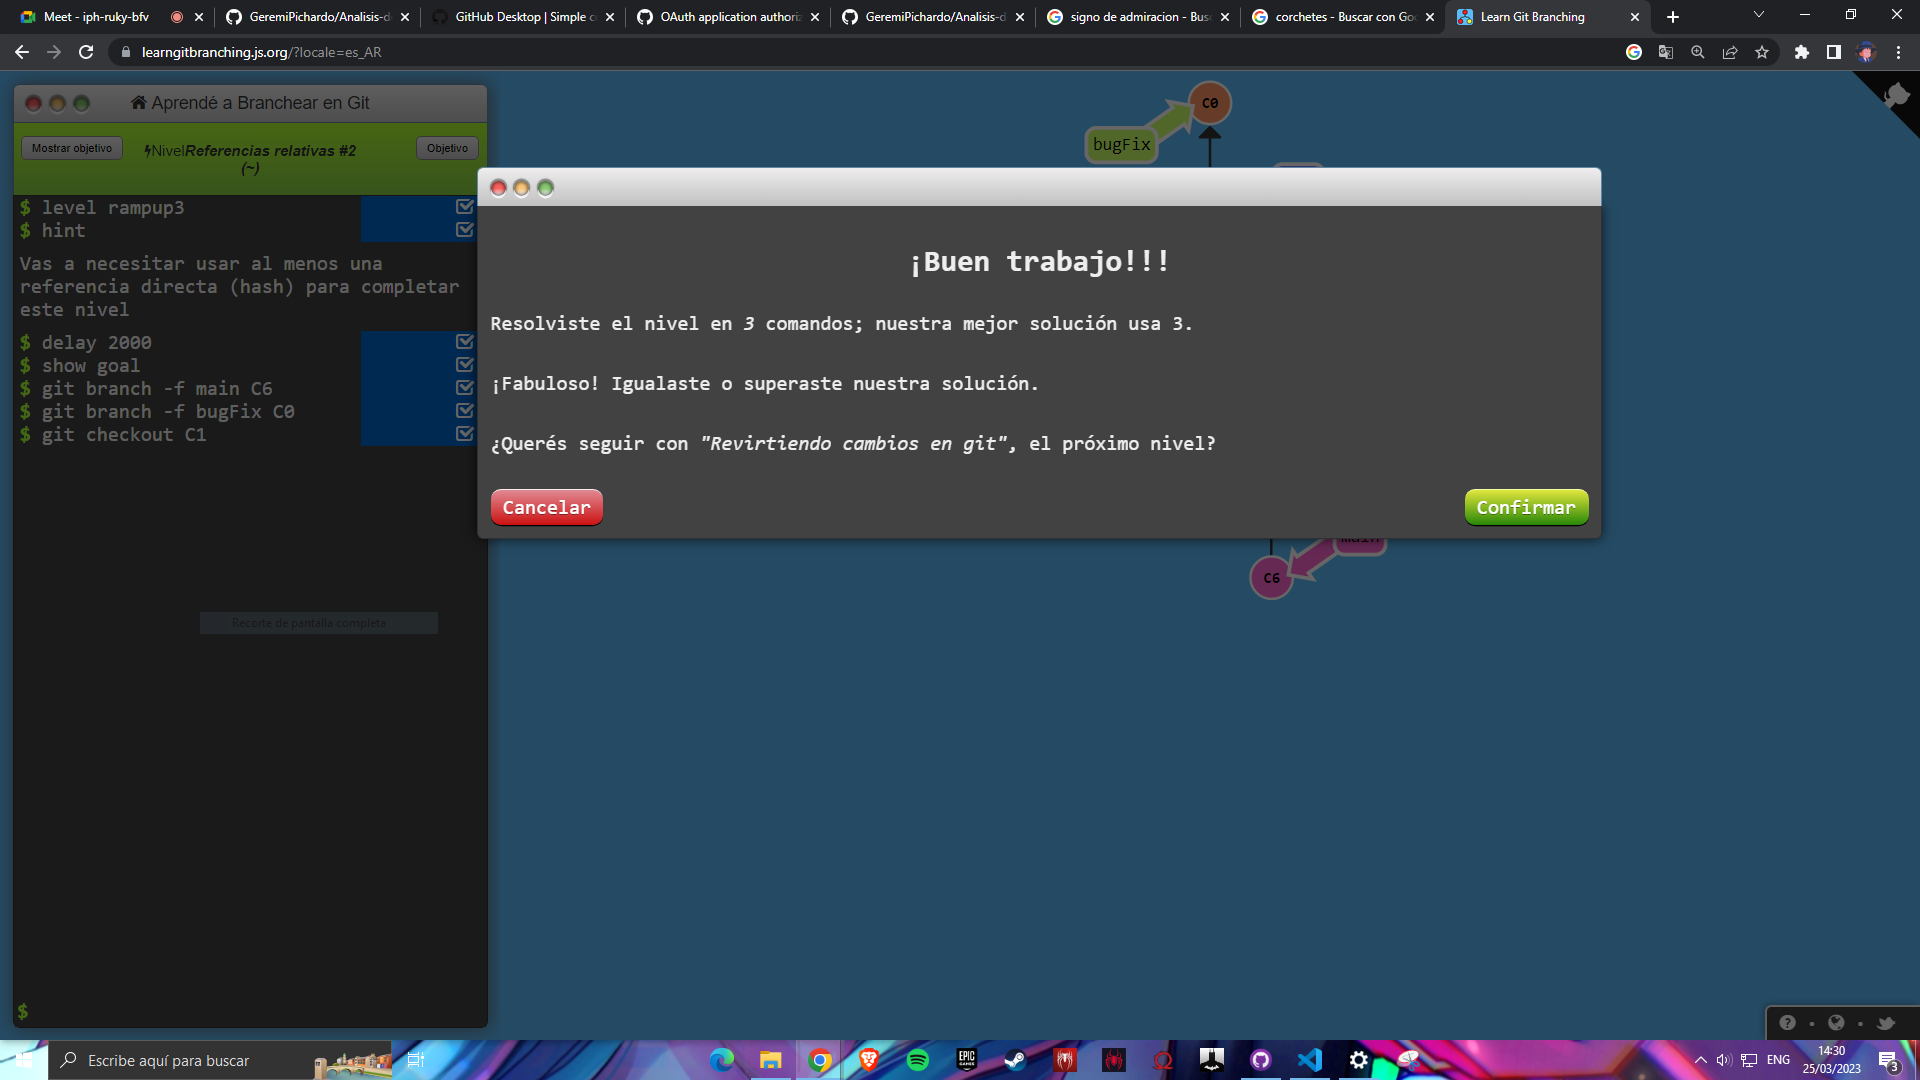 Meet - iph-ruky-bfv
GeremiPichardo/Analisis-d
GitHub Desktop | Simple c
OAuth application authoriz
GeremiPichardo/Analisis-d
signo de admiracion - Bus
corchetes - Buscar con Goo
Learn Git Branching
learngitbranching.js.org/?locale=es_AR
Aprendé a Branchear en Git
Mostrar objetivo
NivelReferencias relativas #2
(~)
Objetivo
$ level rampup3
$ hint
Vas a necesitar usar al menos una
referencia directa (hash) para completar
este nivel
$ delay 2000
$ show goal
$ git branch -f main C6
$ git branch -f bugFix C0
$ git checkout C1
Recorte de pantalla completa
$
C0
bugFix
¡Buen trabajo!!!
Resolviste el nivel en 3 comandos; nuestra mejor solución usa 3.
¡Fabuloso! Igualaste o superaste nuestra solución.
¿Querés seguir con "Revirtiendo cambios en git", el próximo nivel?
Cancelar
Confirmar
main
C6
Escribe aquí para buscar
EPIC
GAMES
ENG
14:30
25/03/2023
3